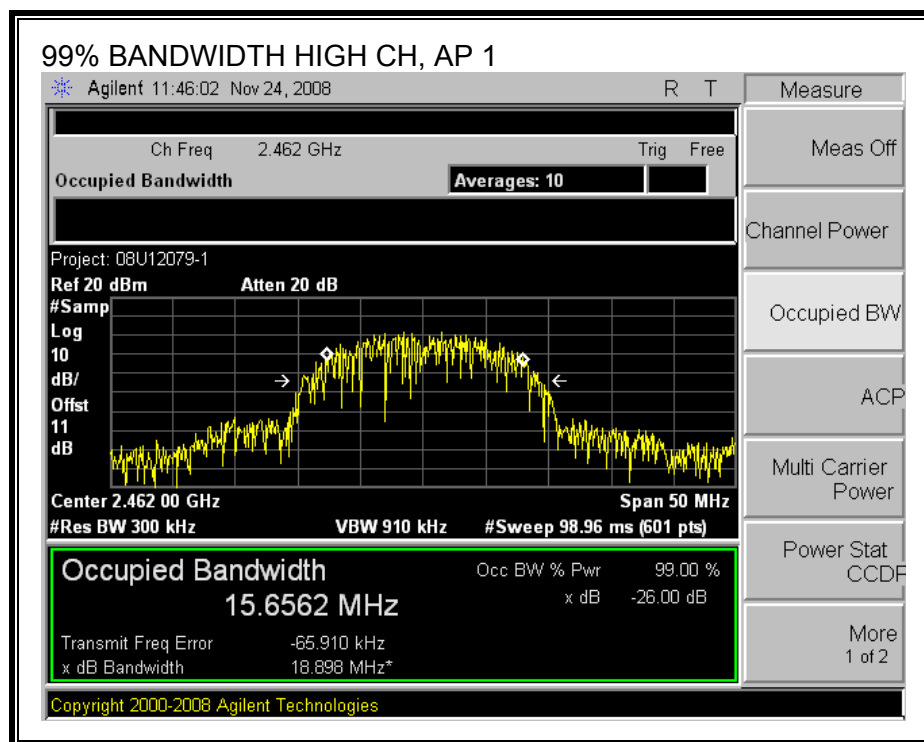 99% BANDWIDTH HIGH CH, AP 1
Agilent 11:46:02 Nov 24, 2008 R T
Measure
Ch Freq 2.462 GHz Trig Free
Occupied Bandwidth Averages: 10
Meas Off
Channel Power
Project: 08U12079-1
Ref 20 dBm Atten 20 dB
#Samp
Log
10
dB/
Offst
11
dB
Occupied BW
ACP
Multi Carrier
Power
Center 2.462 00 GHz Span 50 MHz
#Res BW 300 kHz VBW 910 kHz #Sweep 98.96 ms (601 pts)
Power Stat
CCDF
Occupied Bandwidth Occ BW % Pwr 99.00 %
15.6562 MHz x dB -26.00 dB
Transmit Freq Error -65.910 kHz
x dB Bandwidth 18.898 MHz*
More
1 of 2
Copyright 2000-2008 Agilent Technologies